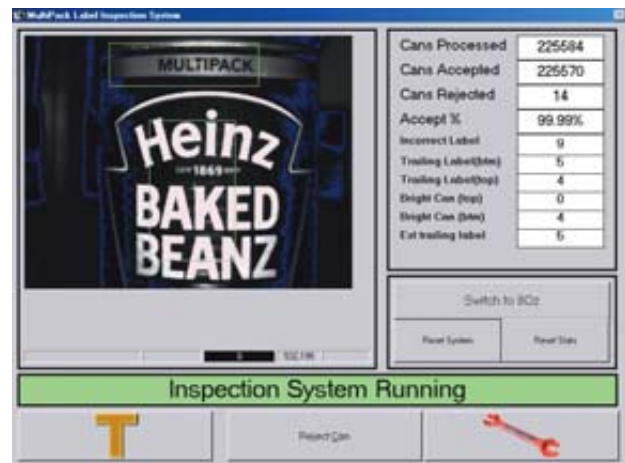 MultiPack Label Inspection System
MULTIPACK
Heinz
1869
BAKED
BEANZ
Cans Processed 225584
Cans Accepted 225570
Cans Rejected 14
Accept % 99.99%
Incorrect Label 9
Trailing Label(btm) 5
Trailing Label(top) 4
Bright Can (top) 0
Bright Can (btm) 4
Ext trailing label 5
Switch to 8Oz
Reset System Reset Stats
Inspection System Running
T
Reject Can